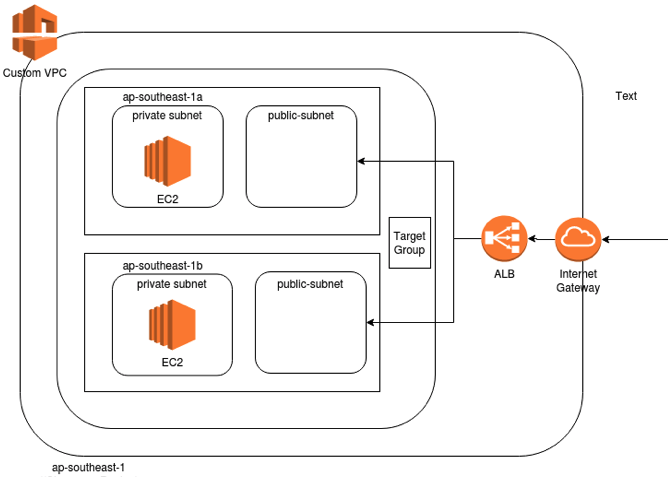 Custom VPC
ap-southeast-1a
private subnet
public-subnet
EC2
Text
Target
Group
ALB
Internet
Gateway
ap-southeast-1b
private subnet
public-subnet
EC2
ap-southeast-1